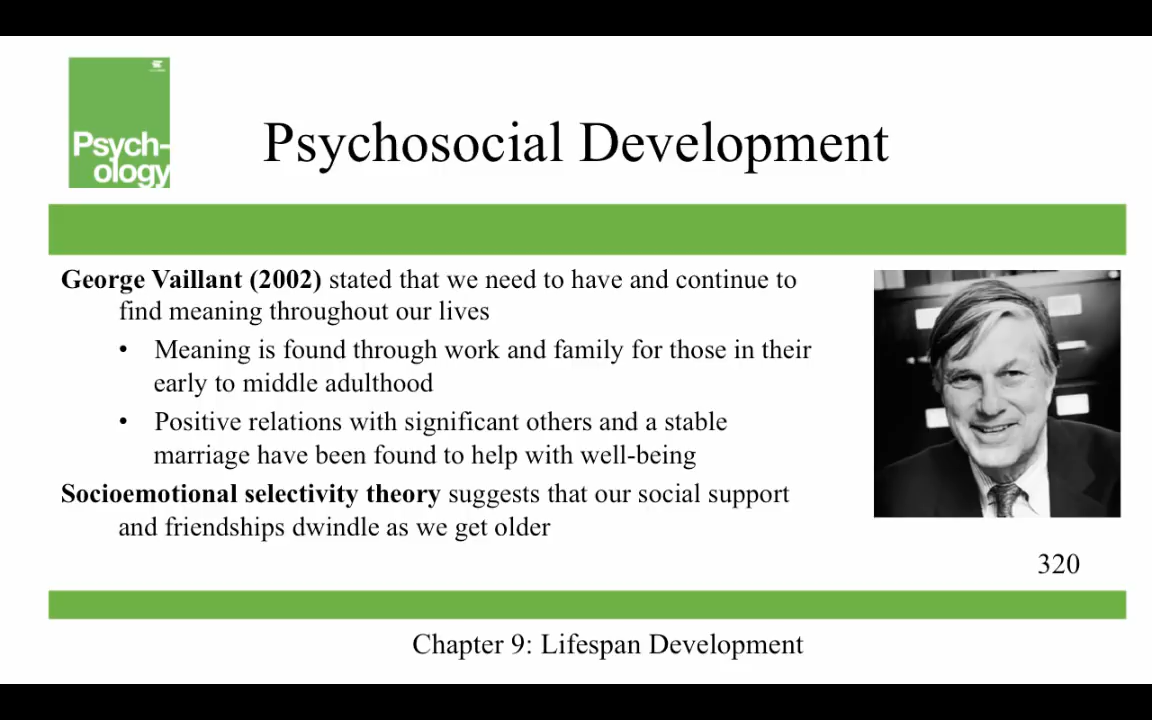 Psych-
ology
Psychosocial Development
George Vaillant (2002) stated that we need to have and continue to
find meaning throughout our lives
• Meaning is found through work and family for those in their
early to middle adulthood
• Positive relations with significant others and a stable
marriage have been found to help with well-being
Socioemotional selectivity theory suggests that our social support
and friendships dwindle as we get older
320
Chapter 9: Lifespan Development